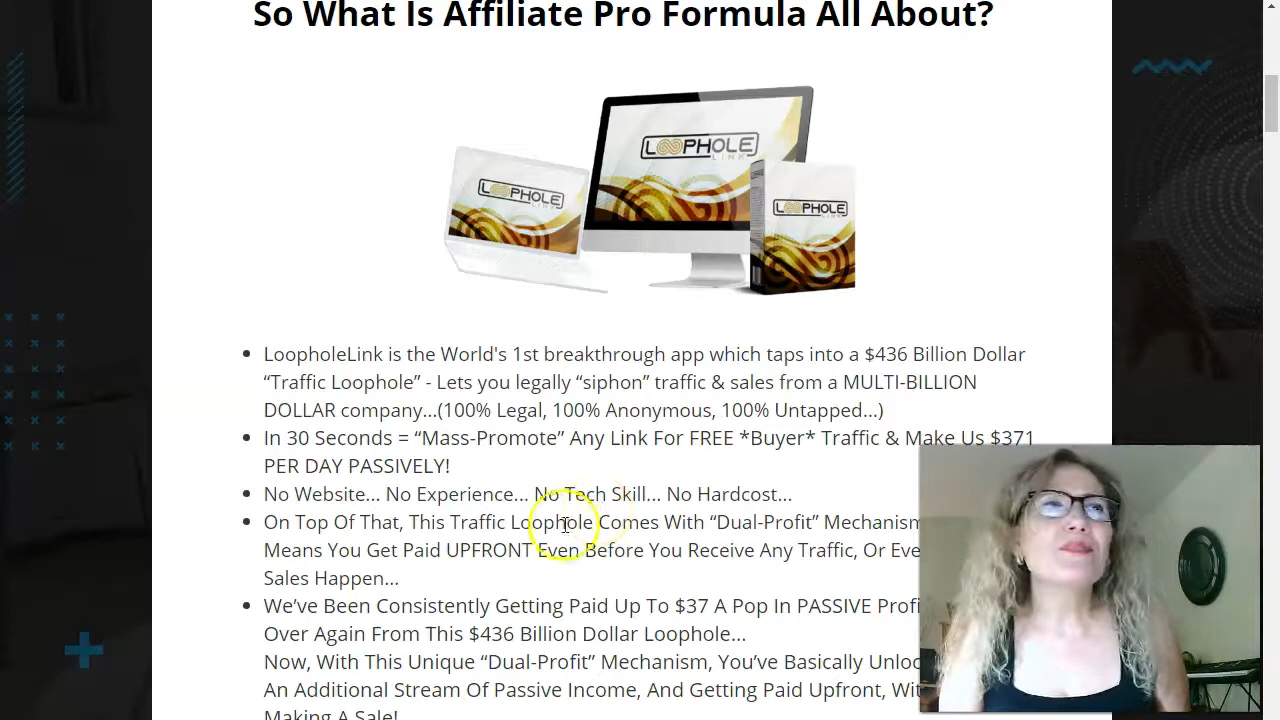 So What Is Affiliate Pro Formula All About?
LOOPHOLE
LINK
LOOPHOLE
LINK
LOOPHOLE
LINK
LoopholeLink is the World's 1st breakthrough app which taps into a $436 Billion Dollar
“Traffic Loophole” - Lets you legally “siphon” traffic & sales from a MULTI-BILLION
DOLLAR company...(100% Legal, 100% Anonymous, 100% Untapped...)
In 30 Seconds = “Mass-Promote” Any Link For FREE *Buyer* Traffic & Make Us $371
PER DAY PASSIVELY!
No Website... No Experience... No Tech Skill... No Hardcost...
On Top Of That, This Traffic Loophole Comes With “Dual-Profit” Mechanism
Means You Get Paid UPFRONT Even Before You Receive Any Traffic, Or Eve
Sales Happen...
We’ve Been Consistently Getting Paid Up To $37 A Pop In PASSIVE Profi
Over Again From This $436 Billion Dollar Loophole...
Now, With This Unique “Dual-Profit” Mechanism, You’ve Basically Unloc
An Additional Stream Of Passive Income, And Getting Paid Upfront, Wit
Making A Sale!